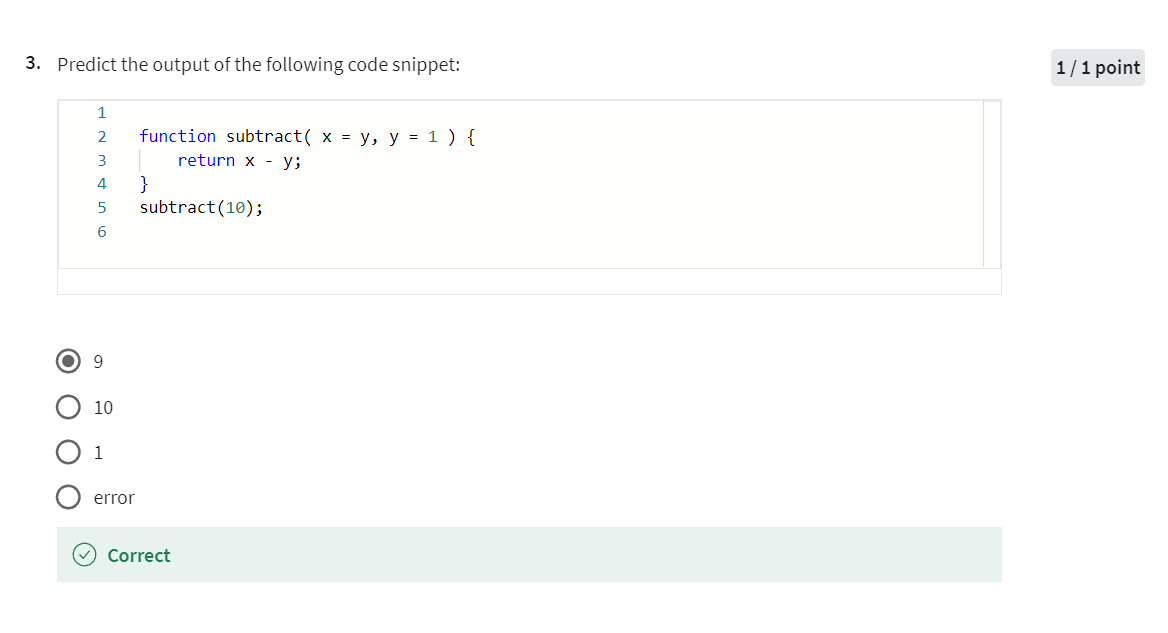 3. Predict the output of the following code snippet:
1 / 1 point
1
2 function subtract( x = y, y = 1 ) {
3     return x - y;
4 }
5 subtract(10);
6
9
10
1
error
Correct